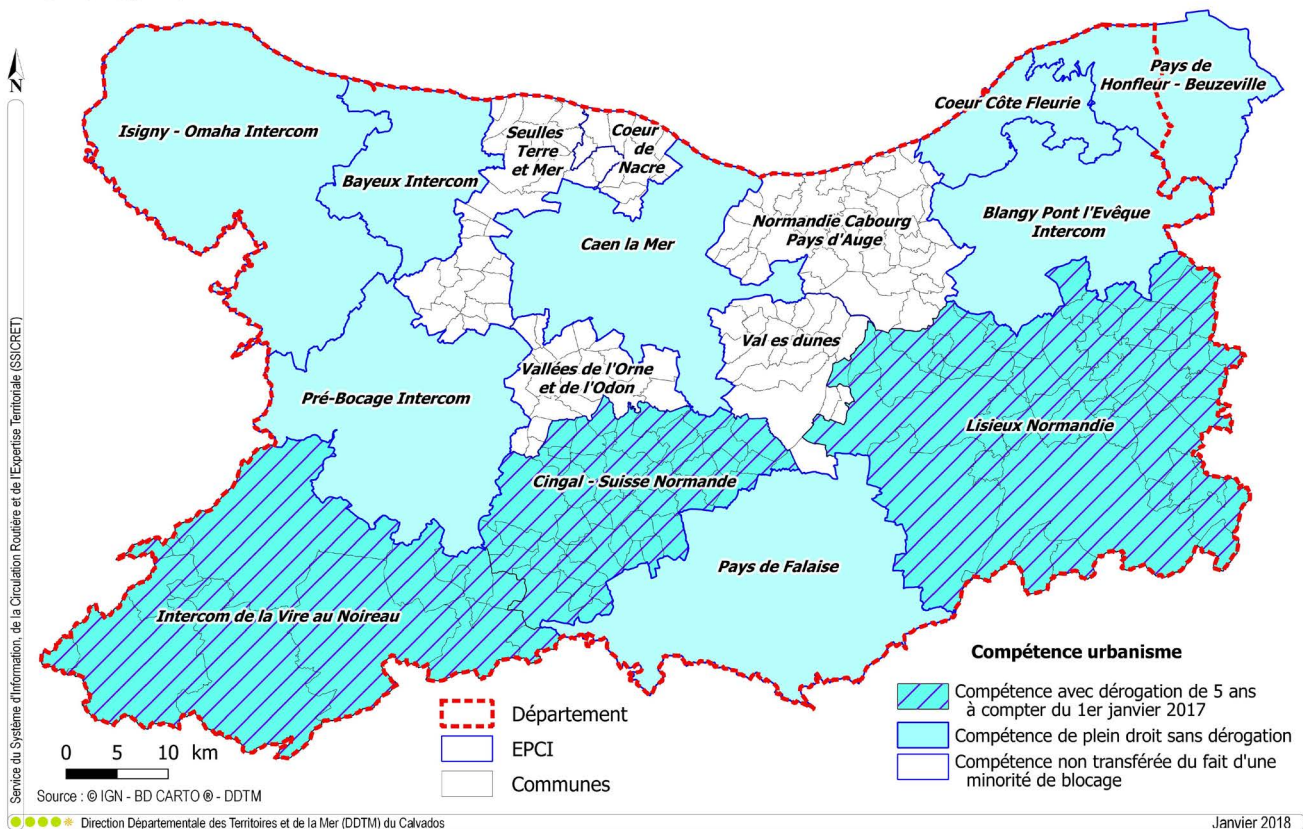 N
Isigny - Omaha Intercom
Bayeux Intercom
Seulles
Terre
et Mer
Coeur
de
Nacre
Caen la Mer
Normandie Cabourg
Pays d'Auge
Coeur Côte Fleurie
Pays de
Honfleur - Beuzeville
Blangy Pont l'Evêque
Intercom
Pré-Bocage Intercom
Vallées de l'Orne
et de l'Odon
Val es dunes
Lisieux Normandie
Cingal - Suisse Normande
Intercom de la Vire au Noireau
Pays de Falaise
Service du Système d'Information, de la Circulation Routière et de l'Expertise Territoriale (SSICRET)
0 5 10 km
Département
EPCI
Communes
Compétence urbanisme
Compétence avec dérogation de 5 ans
à compter du 1er janvier 2017
Compétence de plein droit sans dérogation
Compétence non transférée du fait d'une
minorité de blocage
Source : © IGN - BD CARTO ® - DDTM
Direction Départementale des Territoires et de la Mer (DDTM) du Calvados
Janvier 2018